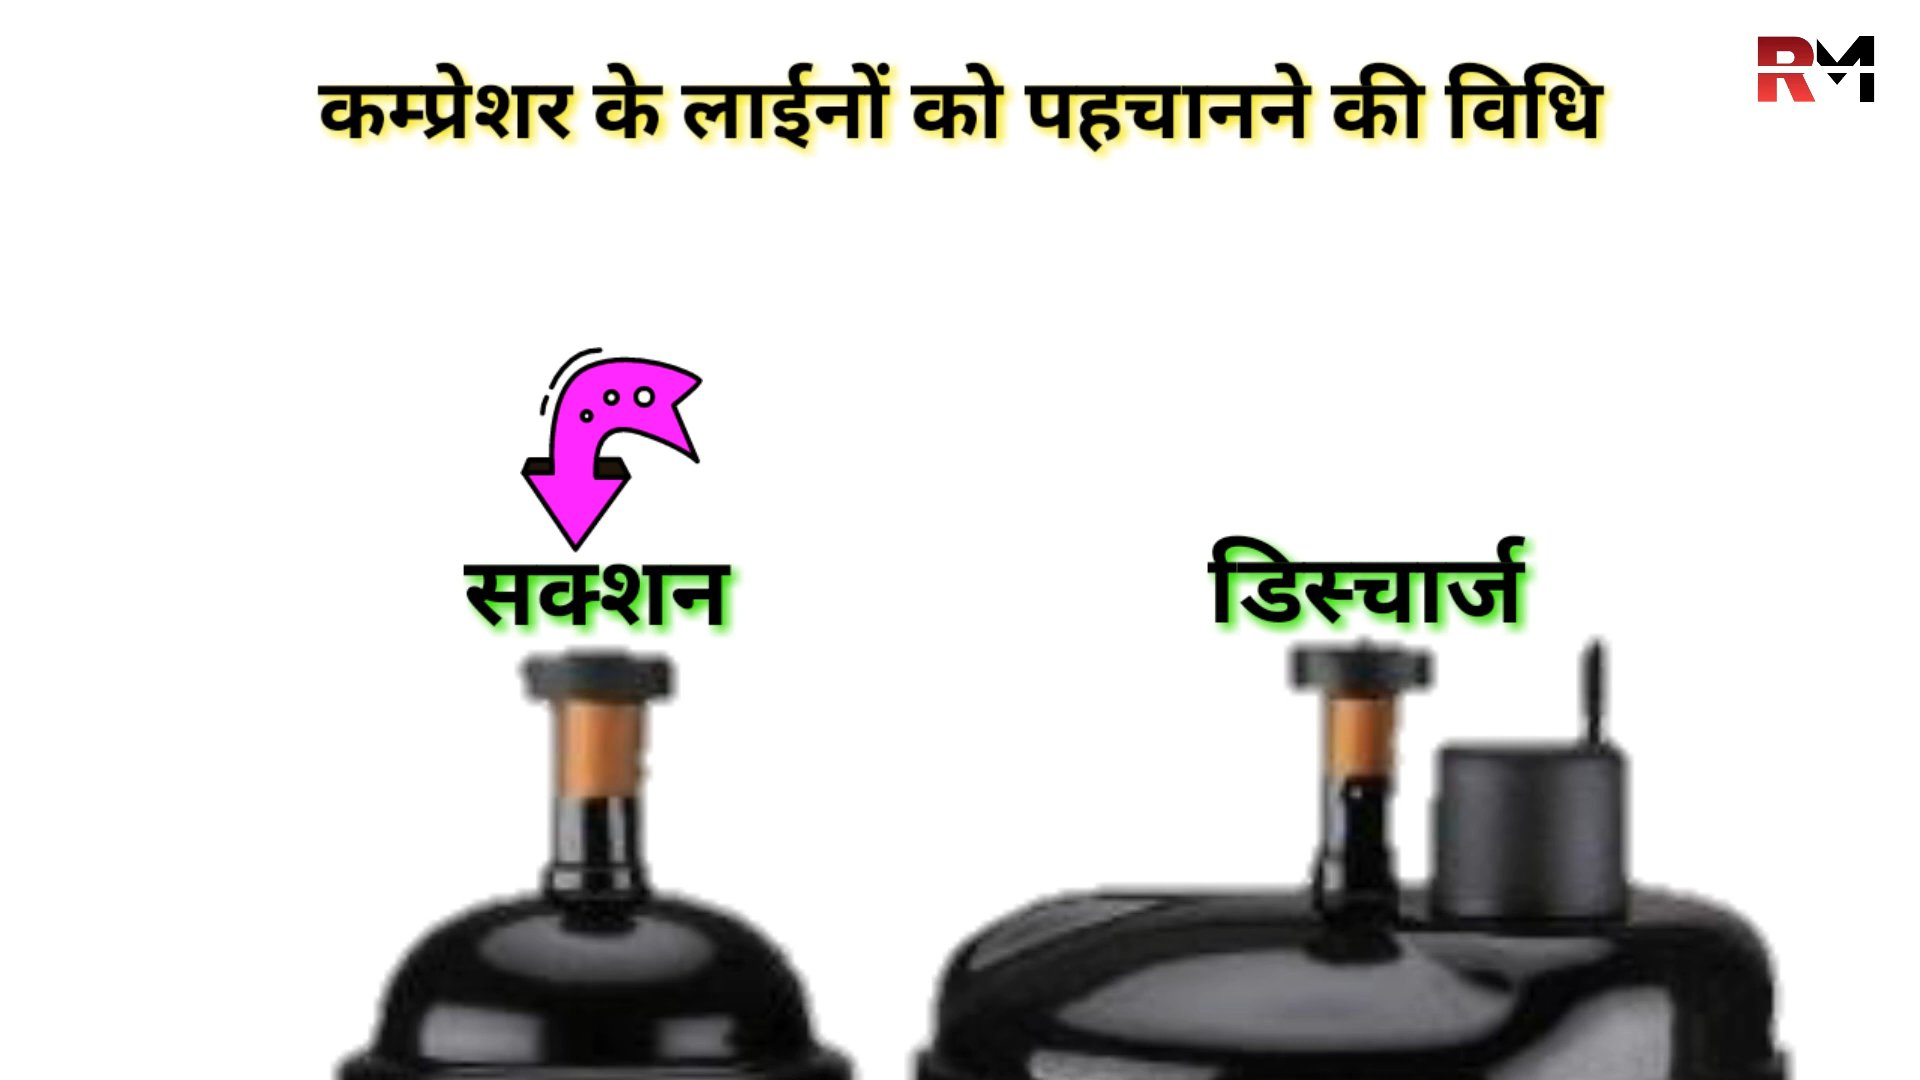 कम्प्रेशर के लाईनों को पहचानने की विधि
RM
सक्शन
डिस्चार्ज